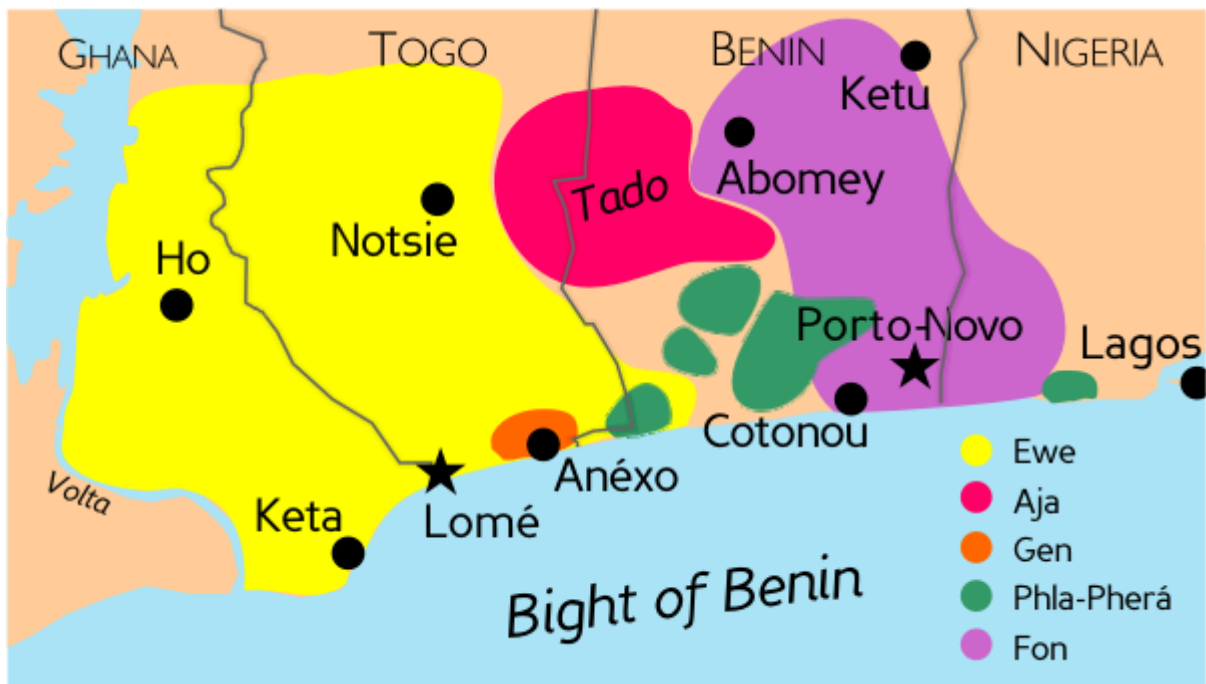 GHANA
TOGO
BENIN
NIGERIA
Ketu
Abomey
Tado
Notsie
Ho
Porto-Novo
Lagos
Cotonou
Anéxo
Volta
Keta
Lomé
Bight of Benin
Ewe
Aja
Gen
Phla-Pherá
Fon